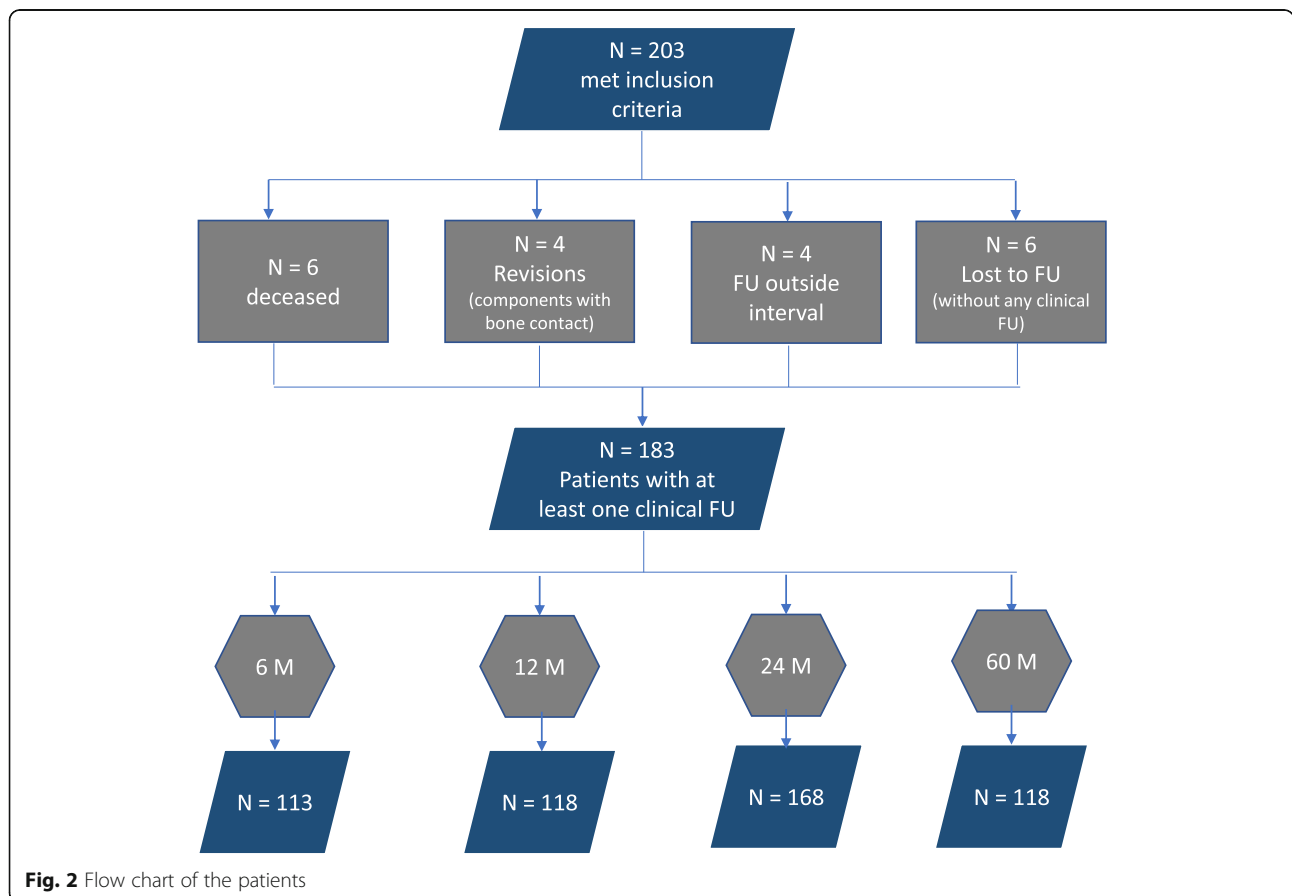 N = 203
met inclusion
criteria
N = 6
deceased
N = 4
Revisions
(components with
bone contact)
N = 4
FU outside
interval
N = 6
Lost to FU
(without any clinical
FU)
N = 183
Patients with at
least one clinical FU
6 M
12 M
24 M
60 M
N = 113
N = 118
N = 168
N = 118
Fig. 2 Flow chart of the patients